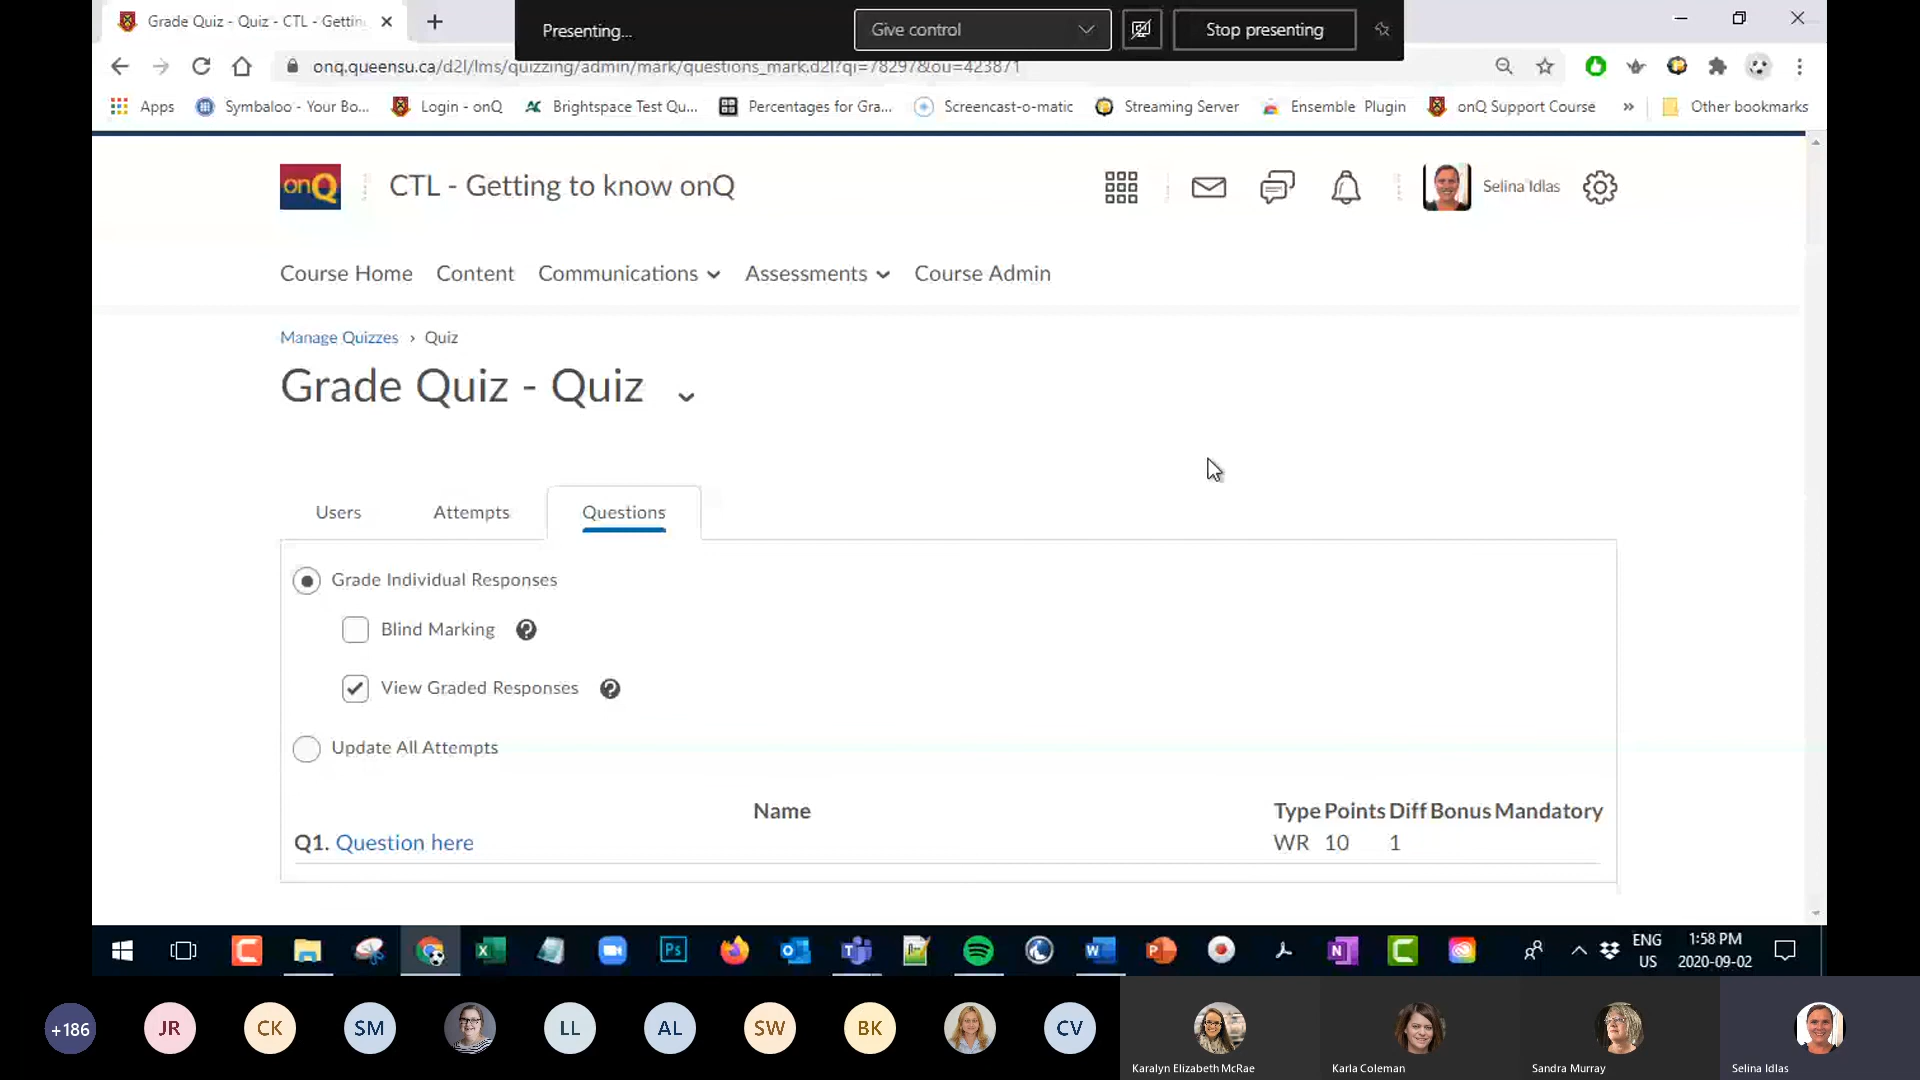 Grade Quiz - Quiz - CTL - Gettin
Presenting...
Give control
Stop presenting
onq.queensu.ca/d2l/lms/quizzing/admin/mark/questions_mark.d2l?qi=78297&ou=423871
Apps
Symbaloo - Your Bo...
Login - onQ
Brightspace Test Qu...
Percentages for Gra...
Screencast-o-matic
Streaming Server
Ensemble Plugin
onQ Support Course
»
Other bookmarks
onQ
CTL - Getting to know onQ
Selina Idlas
Course Home
Content
Communications
Assessments
Course Admin
Manage Quizzes › Quiz
Grade Quiz - Quiz
Users
Attempts
Questions
Grade Individual Responses
Blind Marking
View Graded Responses
Update All Attempts
Name Type Points Diff Bonus Mandatory
Q1. Question here WR 10 1
ENG
US
1:58 PM
2020-09-02
+186
JR
CK
SM
LL
AL
SW
BK
CV
Karalyn Elizabeth McRae
Karla Coleman
Sandra Murray
Selina Idlas